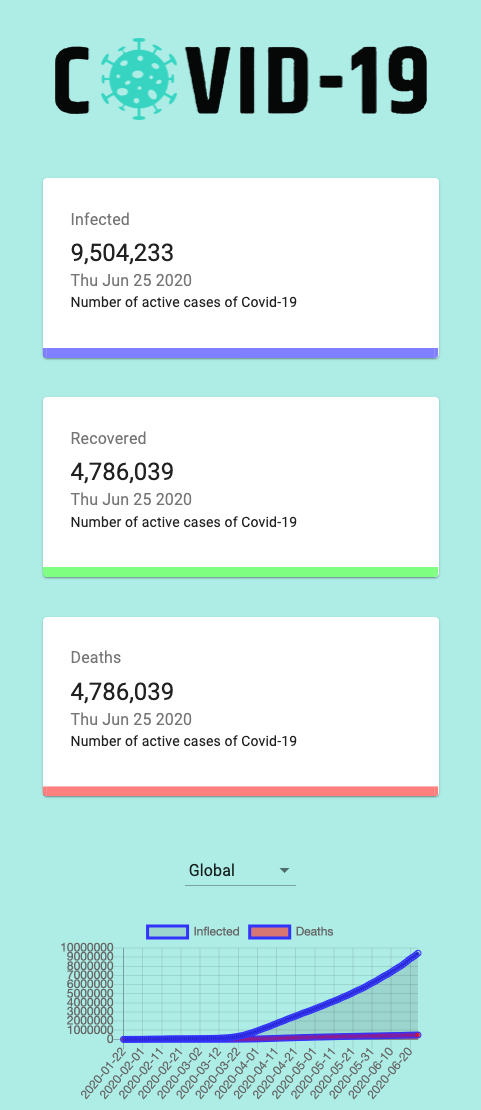 COVID-19
Infected
9,504,233
Thu Jun 25 2020
Number of active cases of Covid-19
Recovered
4,786,039
Thu Jun 25 2020
Number of active cases of Covid-19
Deaths
4,786,039
Thu Jun 25 2020
Number of active cases of Covid-19
Global
Inflected Deaths
10000000
9000000
8000000
7000000
6000000
5000000
4000000
3000000
2000000
1000000
0
2020-01-22 2020-02-01 2020-02-11 2020-02-21 2020-03-02 2020-03-12 2020-03-22 2020-04-01 2020-04-11 2020-04-21 2020-05-01 2020-05-11 2020-05-21 2020-05-31 2020-06-10 2020-06-20